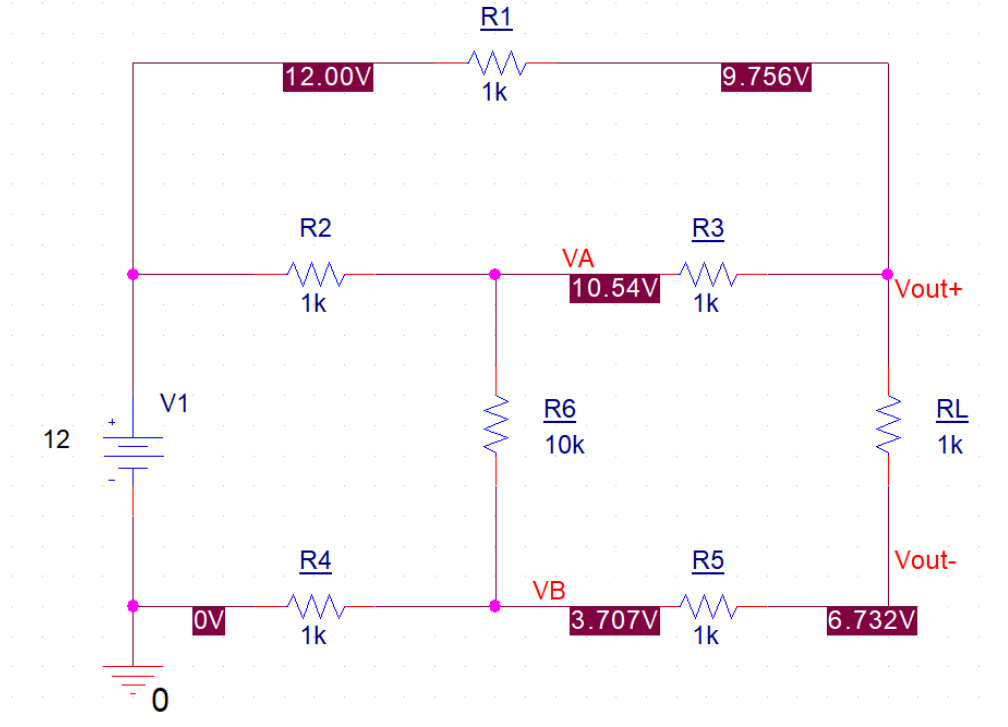 R1
12.00V
9.756V
1k
R2
R3
VA
1k
10.54V
1k
Vout+
V1
+
12
-
R6
10k
RL
1k
R4
R5
Vout-
VB
0V
1k
3.707V
1k
6.732V
0